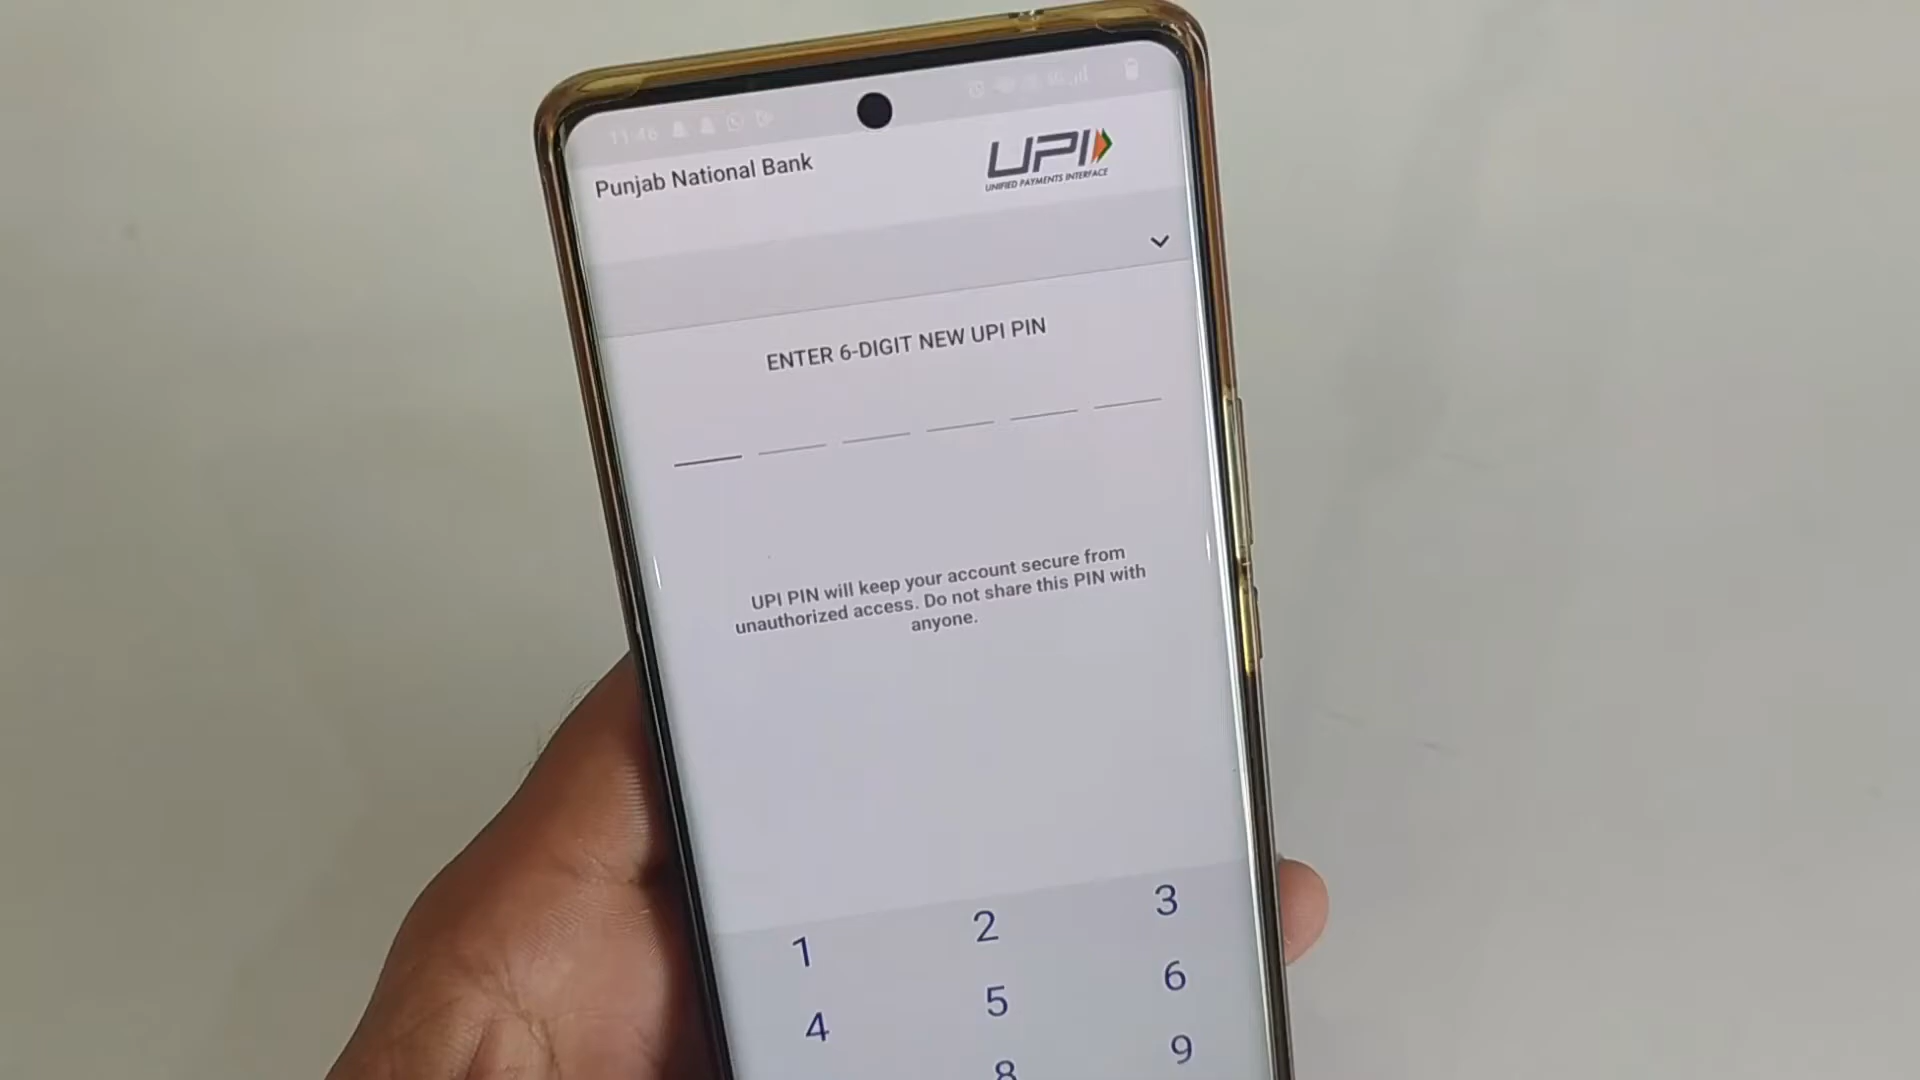 11:46
Punjab National Bank
UPI
UNIFIED PAYMENTS INTERFACE
ENTER 6-DIGIT NEW UPI PIN
UPI PIN will keep your account secure from
unauthorized access. Do not share this PIN with
anyone.
1 2 3
4 5 6
8 9